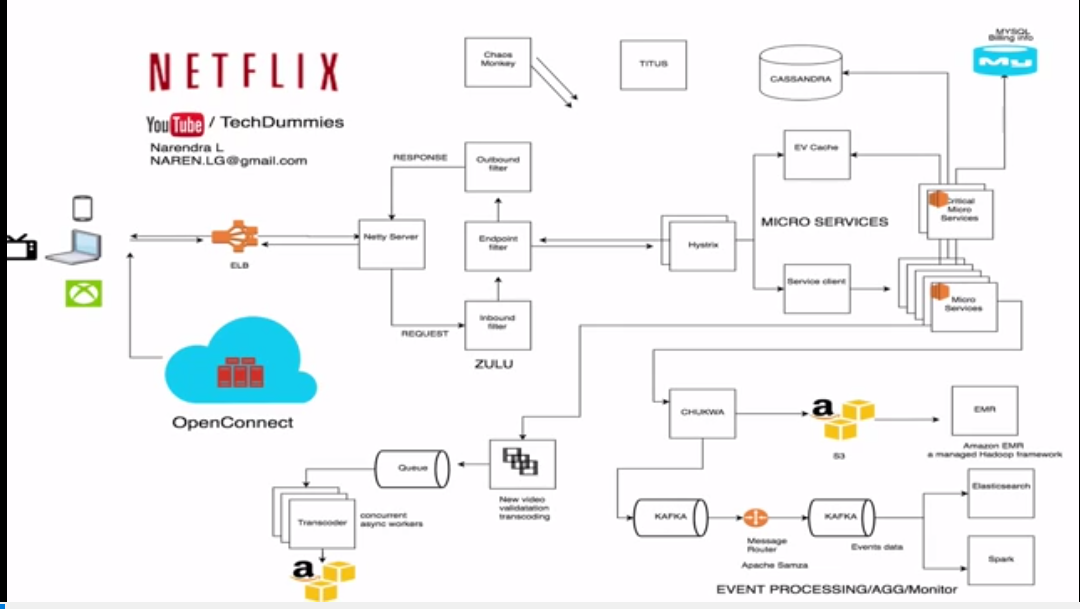 NETFLIX
YouTube / TechDummies
Narendra L
NAREN.LG@gmail.com
Chaos
Monkey
TITUS
CASSANDRA
MYSQL
Billing info
My
RESPONSE
Outbound
filter
EV Cache
Critical
Micro
Services
MICRO SERVICES
ELB
Netty Server
Endpoint
filter
Hystrix
Service client
Micro
Services
REQUEST
Inbound
filter
ZULU
OpenConnect
CHUKWA
a
S3
EMR
Amazon EMR
a managed Hadoop framework
Queue
New video
validatation
transcoding
Transcoder
concurrent
async workers
a
KAFKA
Message
Router
Apache Samza
KAFKA
Events data
Elasticsearch
Spark
EVENT PROCESSING/AGG/Monitor